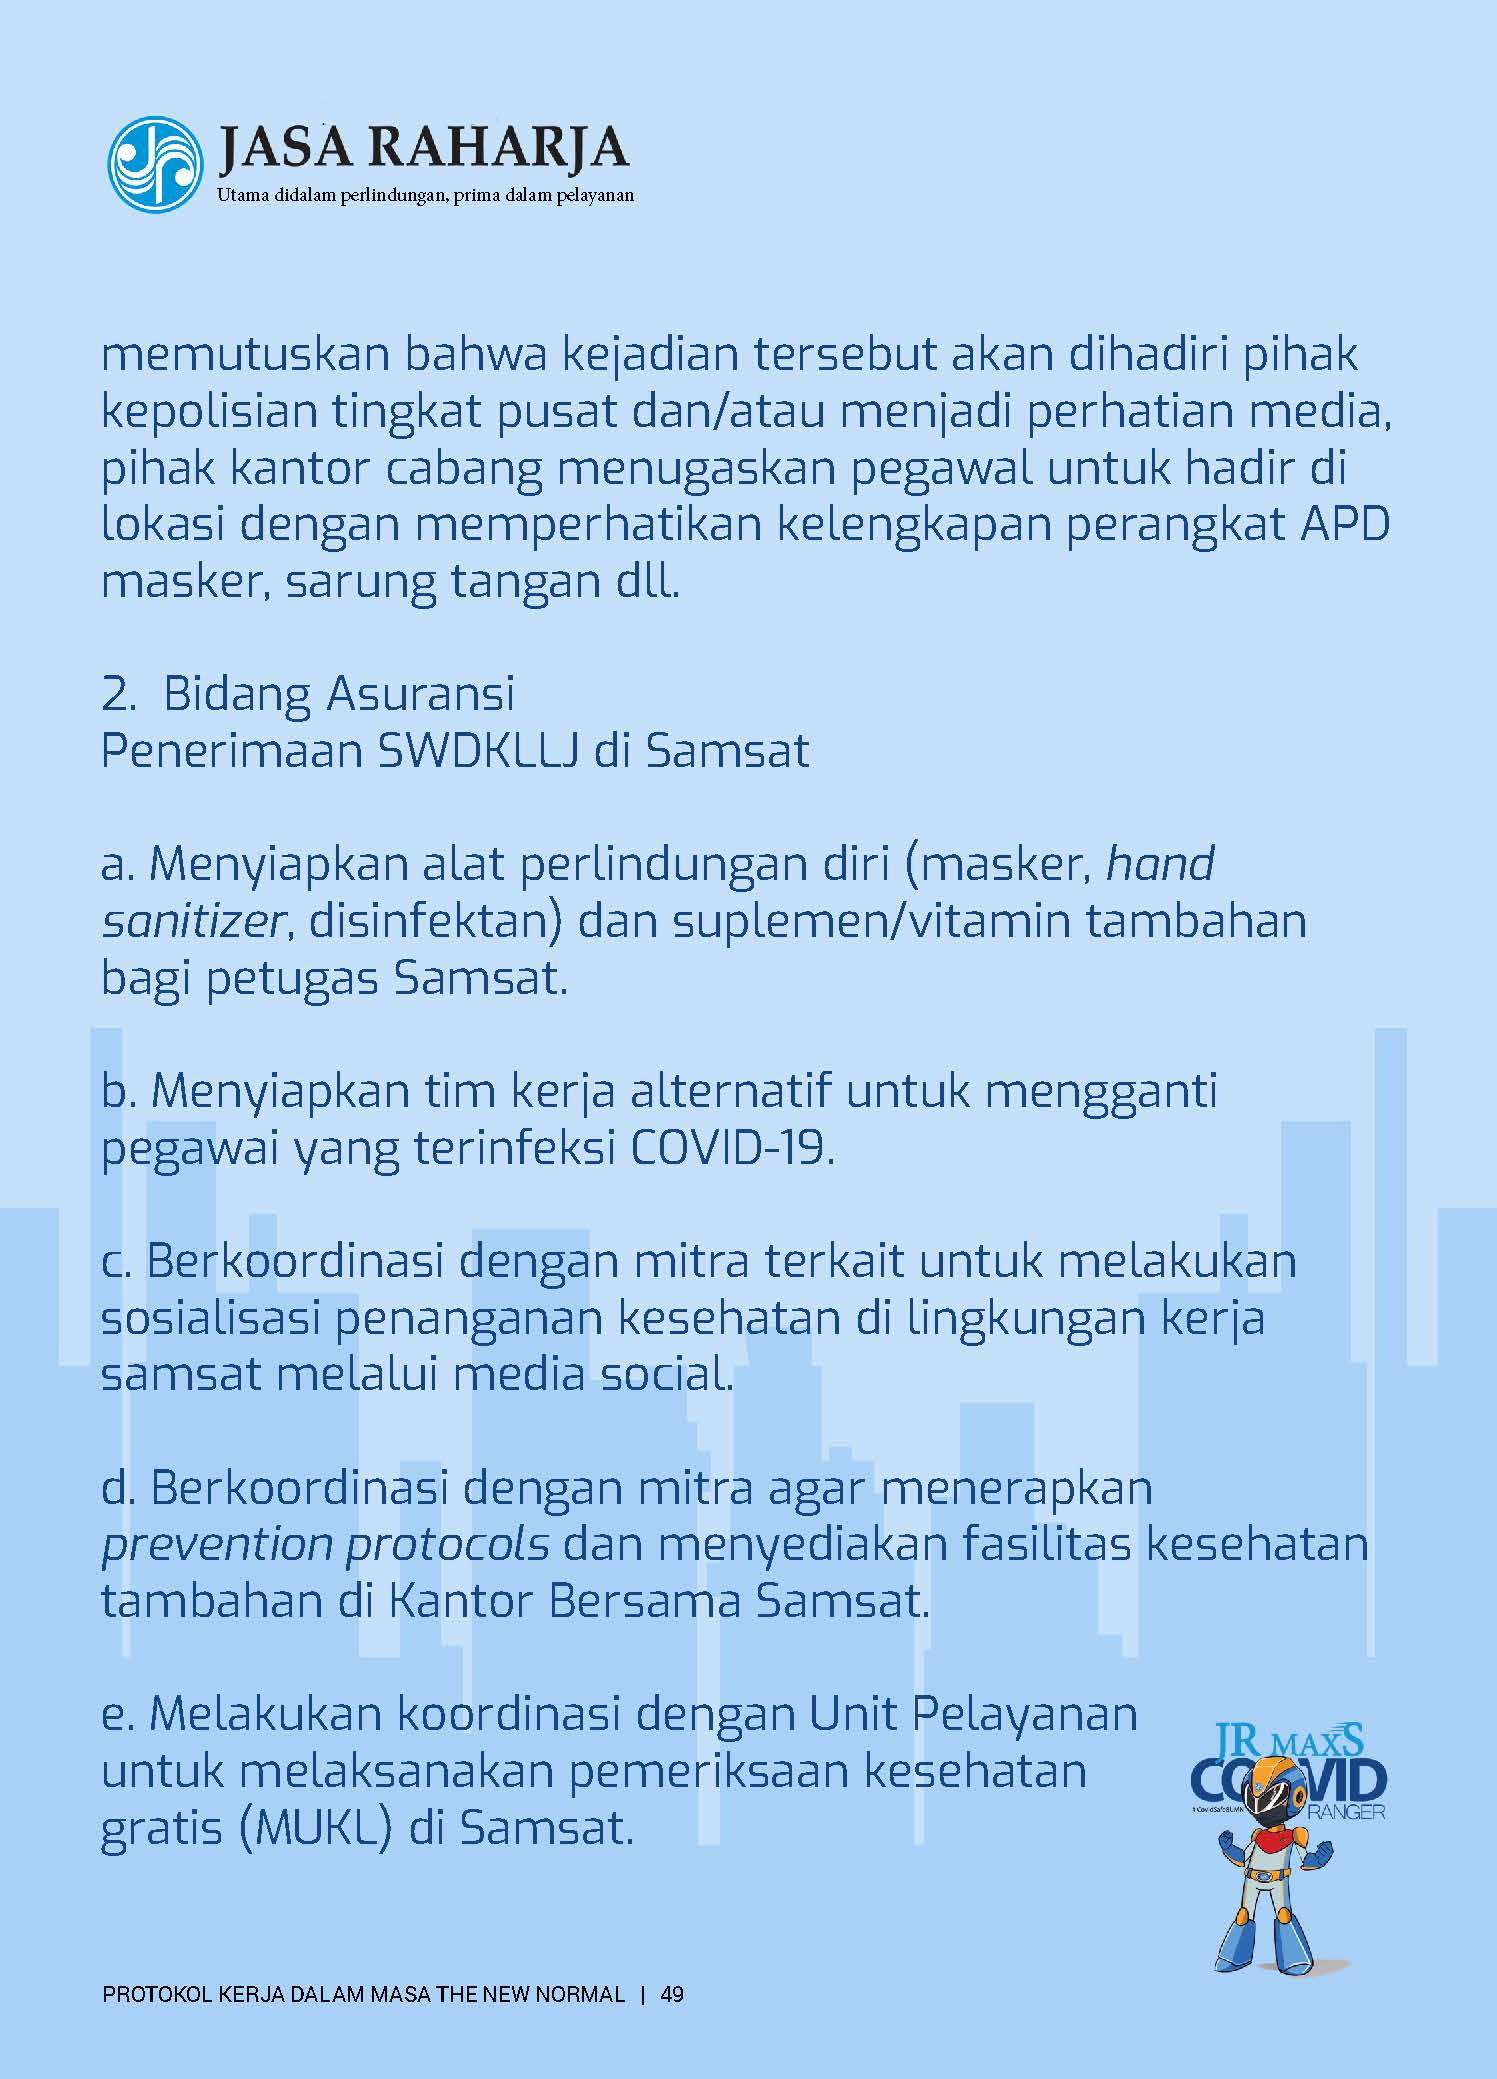 JASA RAHARJA
Utama didalam perlindungan, prima dalam pelayanan
memutuskan bahwa kejadian tersebut akan dihadiri pihak
kepolisian tingkat pusat dan/atau menjadi perhatian media,
pihak kantor cabang menugaskan pegawal untuk hadir di
lokasi dengan memperhatikan kelengkapan perangkat APD
masker, sarung tangan dll.
2. Bidang Asuransi
Penerimaan SWDKLLJ di Samsat
a. Menyiapkan alat perlindungan diri (masker, hand
sanitizer, disinfektan) dan suplemen/vitamin tambahan
bagi petugas Samsat.
b. Menyiapkan tim kerja alternatif untuk mengganti
pegawai yang terinfeksi COVID-19.
c. Berkoordinasi dengan mitra terkait untuk melakukan
sosialisasi penanganan kesehatan di lingkungan kerja
samsat melalui media social.
d. Berkoordinasi dengan mitra agar menerapkan
prevention protocols dan menyediakan fasilitas kesehatan
tambahan di Kantor Bersama Samsat.
e. Melakukan koordinasi dengan Unit Pelayanan
untuk melaksanakan pemeriksaan kesehatan
gratis (MUKL) di Samsat.
JR MAXS
COVID
#CovidSafeBUMN RANGER
PROTOKOL KERJA DALAM MASA THE NEW NORMAL | 49